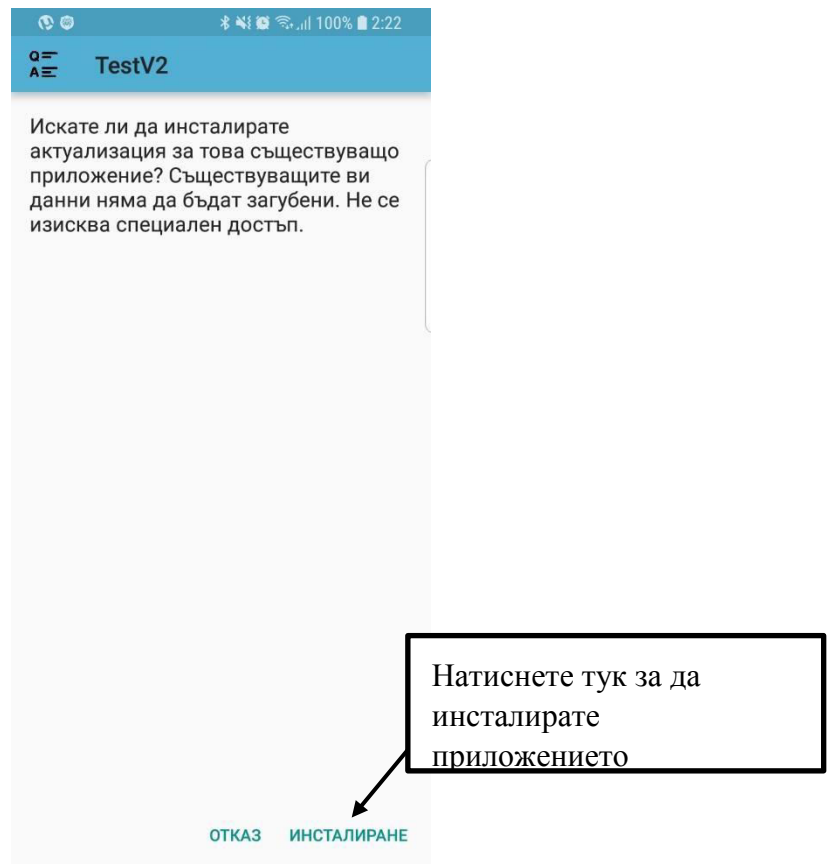 100% 2:22
Q
A
TestV2
Искате ли да инсталирате
актуализация за това съществуващо
приложение? Съществуващите ви
данни няма да бъдат загубени. Не се
изисква специален достъп.
Натиснете тук за да
инсталирате
приложението
ОТКАЗ ИНСТАЛИРАНЕ